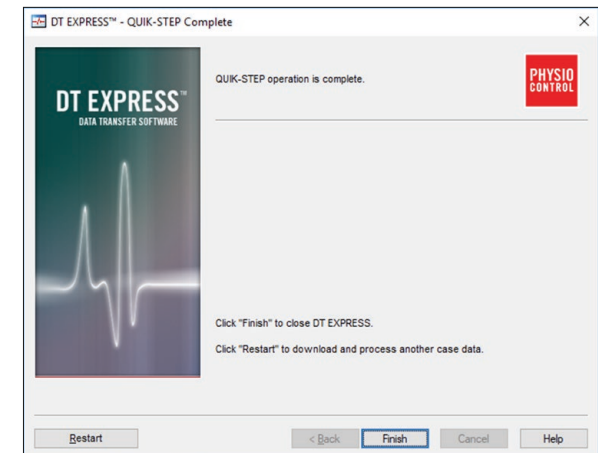 DT EXPRESS™ - QUIK-STEP Complete
DT EXPRESS™
DATA TRANSFER SOFTWARE
QUIK-STEP operation is complete.
PHYSIO
CONTROL
Click "Finish" to close DT EXPRESS.
Click "Restart" to download and process another case data.
Restart
< Back
Finish
Cancel
Help